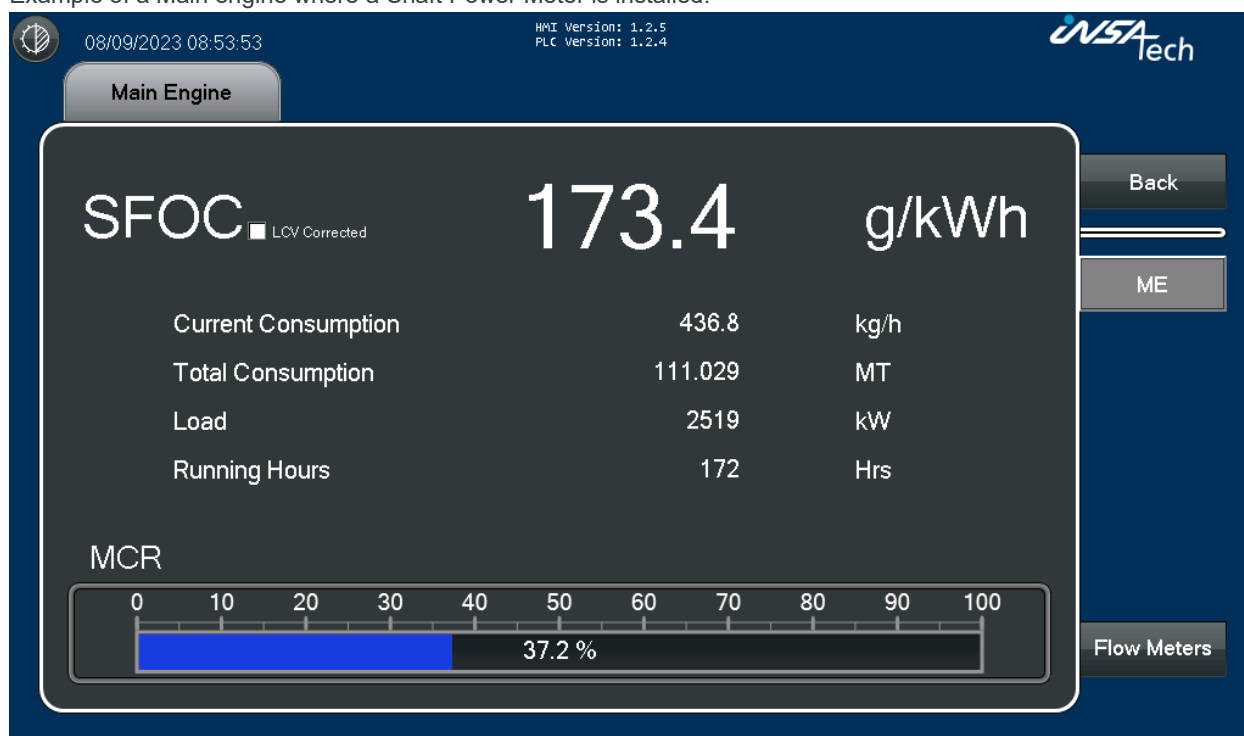 Example of a Main engine where a Shaft Power Meter is installed.
08/09/2023 08:53:53
HMI Version: 1.2.5
PLC Version: 1.2.4
iNSATech
Main Engine
SFOC LCV Corrected 173.4 g/kWh
Current Consumption 436.8 kg/h
Total Consumption 111.029 MT
Load 2519 kW
Running Hours 172 Hrs
MCR
0 10 20 30 40 50 60 70 80 90 100
37.2 %
Back
ME
Flow Meters